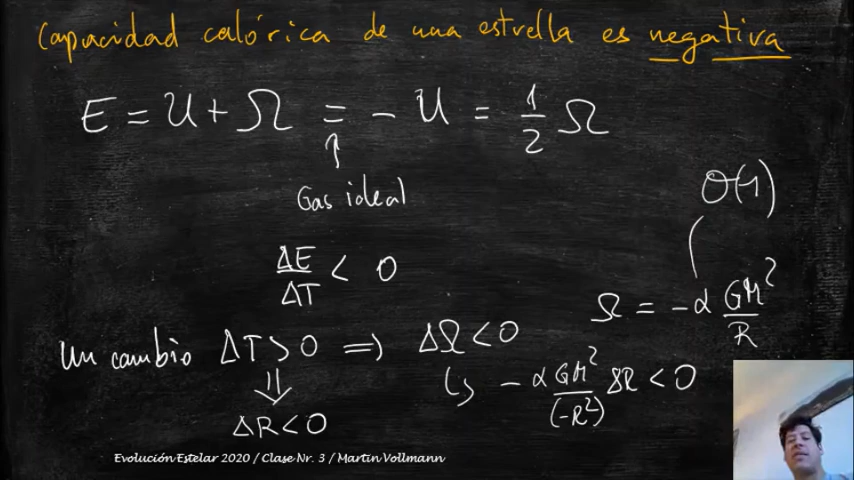 Capacidad calórica de una estrella es negativa
E = U + Ω = - U = 1/2 Ω
↑
Gas ideal
O(1)
ΔE/ΔT < 0
Ω = -α GM²/R
Un cambio ΔT > 0 ⇒ ΔΩ < 0
↳ - α GM²/(-R²) ΔR < 0
⇓
ΔR < 0
Evolución Estelar 2020 / Clase Nr. 3 / Martin Vollmann